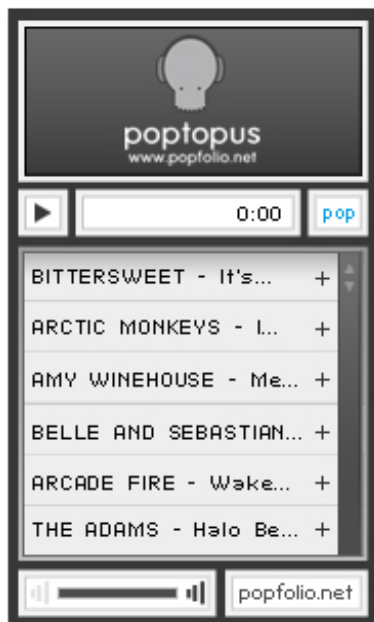 poptopus
www.popfolio.net
0:00 pop
BITTERSWEET - It's... +
ARCTIC MONKEYS - I... +
AMY WINEHOUSE - Me... +
BELLE AND SEBASTIAN... +
ARCADE FIRE - Wake... +
THE ADAMS - Halo Be... +
popfolio.net